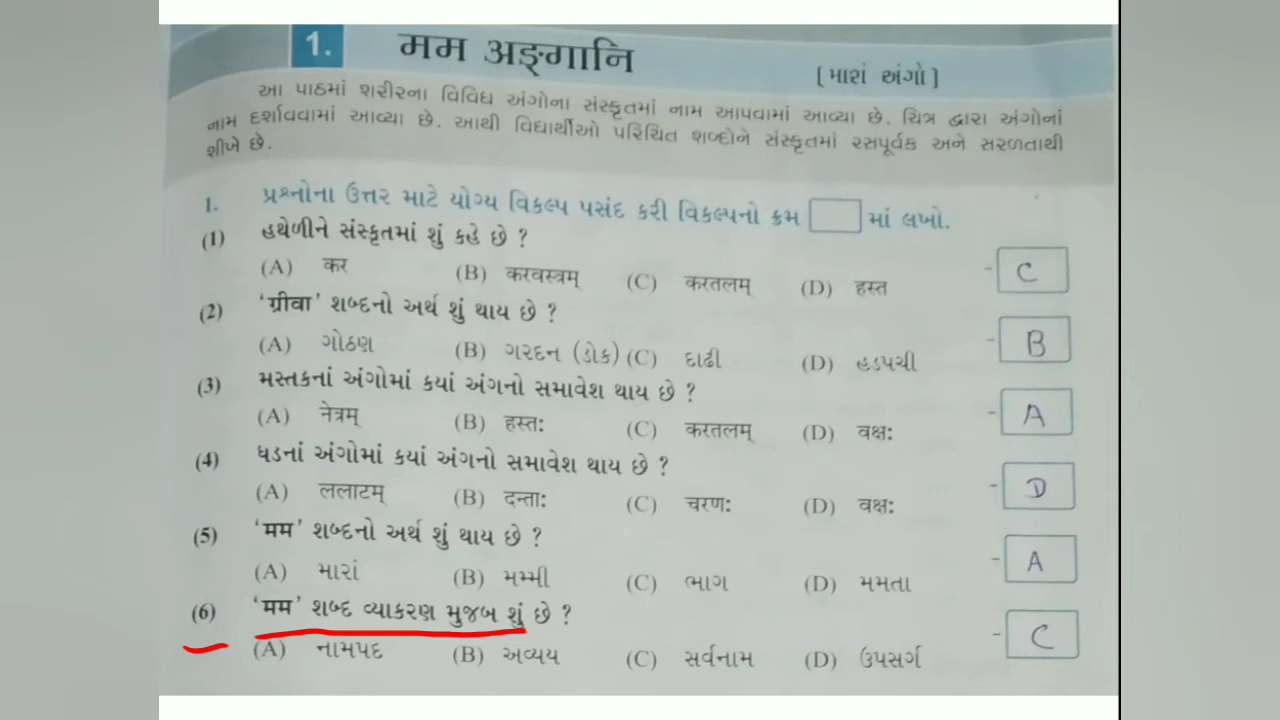 1. मम अङ्गानि [મારાં અંગો]
આ પાઠમાં શરીરના વિવિધ અંગોના સંસ્કૃતમાં નામ આપવામાં આવ્યા છે. ચિત્ર દ્વારા અંગોનાં
નામ દર્શાવવામાં આવ્યા છે. આથી વિદ્યાર્થીઓ પરિચિત શબ્દોને સંસ્કૃતમાં રસપૂર્વક અને સરળતાથી
શીખે છે.
1. પ્રશ્નોના ઉત્તર માટે યોગ્ય વિકલ્પ પસંદ કરી વિકલ્પનો ક્રમ માં લખો.
(1) હથેળીને સંસ્કૃતમાં શું કહે છે ?
(A) कर (B) करवस्त्रम् (C) करतलम् (D) हस्त - C
(2) 'ग्रीवा' શબ્દનો અર્થ શું થાય છે ?
(A) ગોઠણ (B) ગરદન (ડોક) (C) દાઢી (D) હડપચી - B
(3) મસ્તકનાં અંગોમાં કયાં અંગનો સમાવેશ થાય છે ?
(A) नेत्रम् (B) हस्त: (C) करतलम् (D) वक्ष: - A
(4) ધડનાં અંગોમાં કયાં અંગનો સમાવેશ થાય છે ?
(A) ललाटम् (B) दन्ता: (C) चरण: (D) वक्ष: - D
(5) 'मम' શબ્દનો અર્થ શું થાય છે ?
(A) મારાં (B) મમ્મી (C) ભાગ (D) મમતા - A
(6) 'मम' શબ્દ વ્યાકરણ મુજબ શું છે ?
(A) નામપદ (B) અવ્યય (C) સર્વનામ (D) ઉપસર્ગ - C